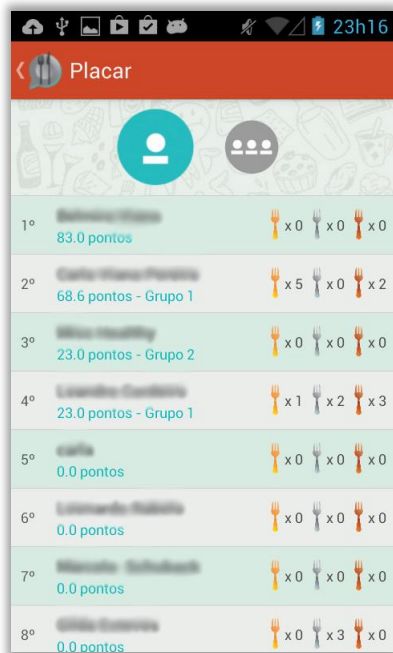 23h16
Placar
1º
83.0 pontos
x 0 x 0 x 0
2º
68.6 pontos - Grupo 1
x 5 x 0 x 2
3º
23.0 pontos - Grupo 2
x 0 x 0 x 0
4º
23.0 pontos - Grupo 1
x 1 x 2 x 3
5º
0.0 pontos
x 0 x 0 x 0
6º
0.0 pontos
x 0 x 0 x 0
7º
0.0 pontos
x 0 x 0 x 0
8º
0.0 pontos
x 0 x 3 x 0